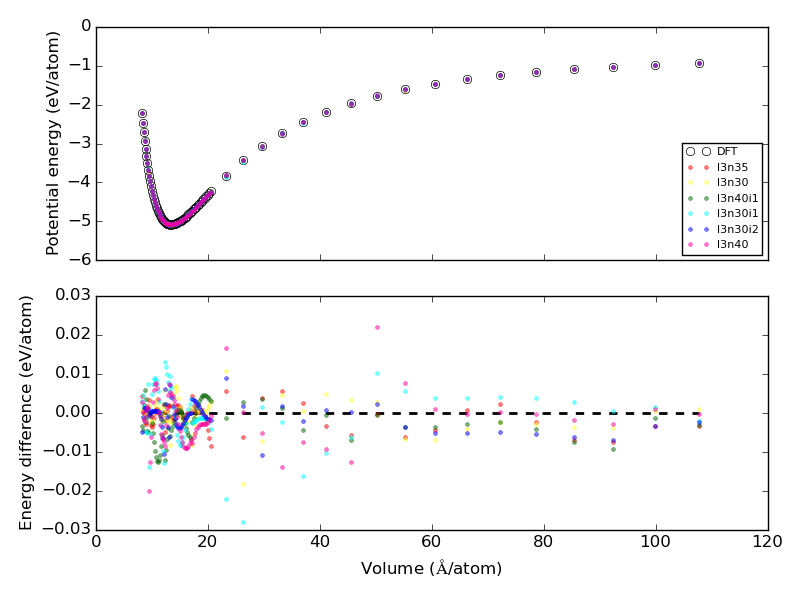 0
−1
−2
−3
−4
−5
−6
Potential energy (eV/atom)
DFT
l3n35
l3n30
l3n40i1
l3n30i1
l3n30i2
l3n40
0.03
0.02
0.01
0.00
−0.01
−0.02
−0.03
Energy difference (eV/atom)
0 20 40 60 80 100 120
Volume (Å/atom)